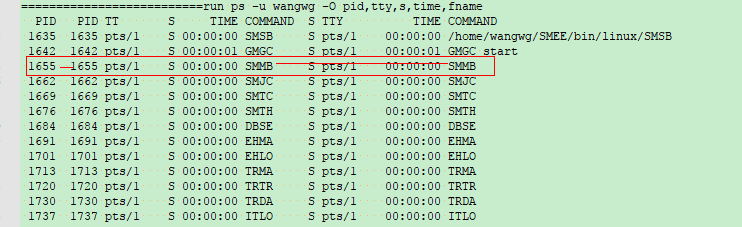 ==========================run ps -u wangwg -O pid,tty,s,time,fname
PID PID TT S TIME COMMAND S TTY TIME COMMAND
1635 1635 pts/1 S 00:00:00 SMSB S pts/1 00:00:00 /home/wangwg/SMEE/bin/linux/SMSB
1642 1642 pts/1 S 00:00:01 GMGC S pts/1 00:00:01 GMGC start
1655 1655 pts/1 S 00:00:00 SMMB S pts/1 00:00:00 SMMB
1662 1662 pts/1 S 00:00:00 SMJC S pts/1 00:00:00 SMJC
1669 1669 pts/1 S 00:00:00 SMTC S pts/1 00:00:00 SMTC
1676 1676 pts/1 S 00:00:00 SMTH S pts/1 00:00:00 SMTH
1684 1684 pts/1 S 00:00:00 DBSE S pts/1 00:00:00 DBSE
1691 1691 pts/1 S 00:00:00 EHMA S pts/1 00:00:00 EHMA
1701 1701 pts/1 S 00:00:00 EHLO S pts/1 00:00:00 EHLO
1713 1713 pts/1 S 00:00:00 TRMA S pts/1 00:00:00 TRMA
1720 1720 pts/1 S 00:00:00 TRTR S pts/1 00:00:00 TRTR
1730 1730 pts/1 S 00:00:00 TRDA S pts/1 00:00:00 TRDA
1737 1737 pts/1 S 00:00:00 ITLO S pts/1 00:00:00 ITLO